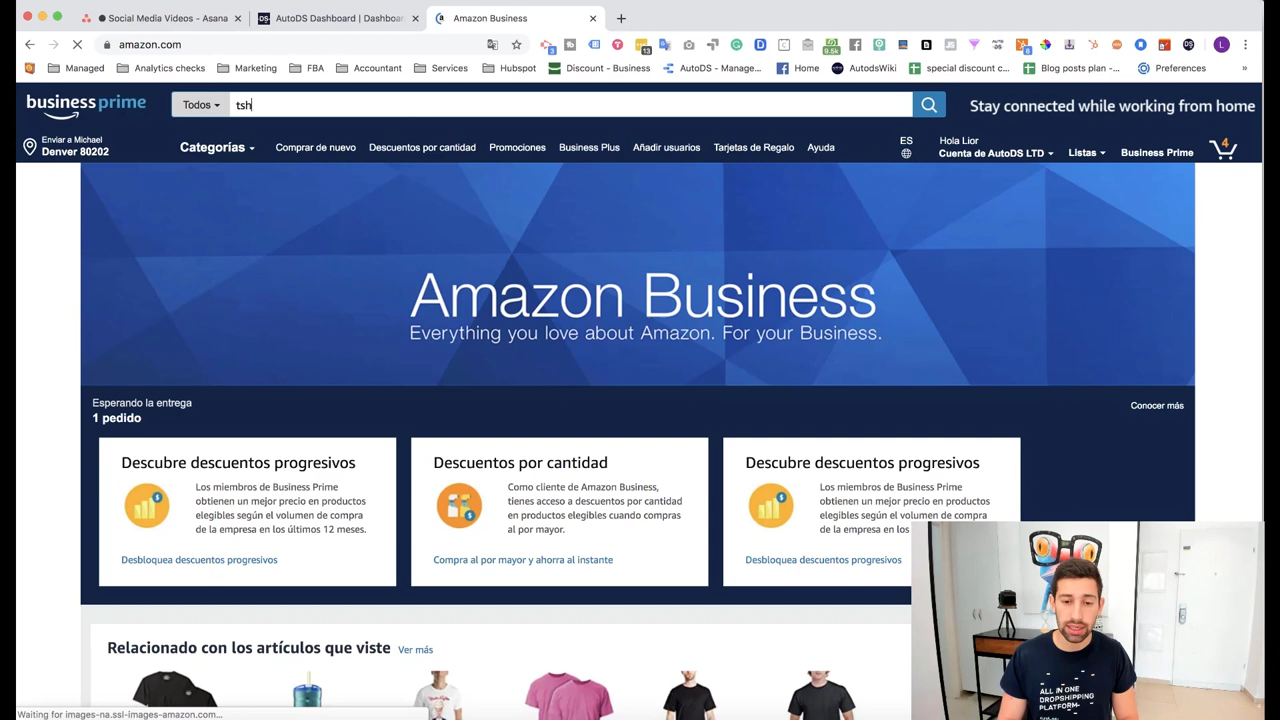 Social Media Videos - Asana
AutoDS Dashboard | Dashboar
Amazon Business
amazon.com
Managed
Analytics checks
Marketing
FBA
Accountant
Services
Hubspot
Discount - Business
AutoDS - Manage...
Home
AutodsWiki
special discount c...
Blog posts plan -...
Preferences
»
business prime
Todos
tsh
Stay connected while working from home
Enviar a Michael
Denver 80202
Categorías
Comprar de nuevo
Descuentos por cantidad
Promociones
Business Plus
Añadir usuarios
Tarjetas de Regalo
Ayuda
ES
Hola Lior
Cuenta de AutoDS LTD
Listas
Business Prime
4
Amazon Business
Everything you love about Amazon. For your Business.
Esperando la entrega
1 pedido
Conocer más
Descubre descuentos progresivos
Los miembros de Business Prime
obtienen un mejor precio en productos
elegibles según el volumen de compra
de la empresa en los últimos 12 meses.
Desbloquea descuentos progresivos
Descuentos por cantidad
Como cliente de Amazon Business,
tienes acceso a descuentos por cantidad
en productos elegibles cuando compras
al por mayor.
Compra al por mayor y ahorra al instante
Descubre descuentos progresivos
Los miembros de Business Prime
obtienen un mejor precio en productos
elegibles según el volumen de compra
de la empresa en los
Desbloquea descuentos progresivos
Relacionado con los artículos que viste
Ver más
Waiting for images-na.ssl-images-amazon.com...
ALL IN ONE
DROPSHIPPING
PLATFORM